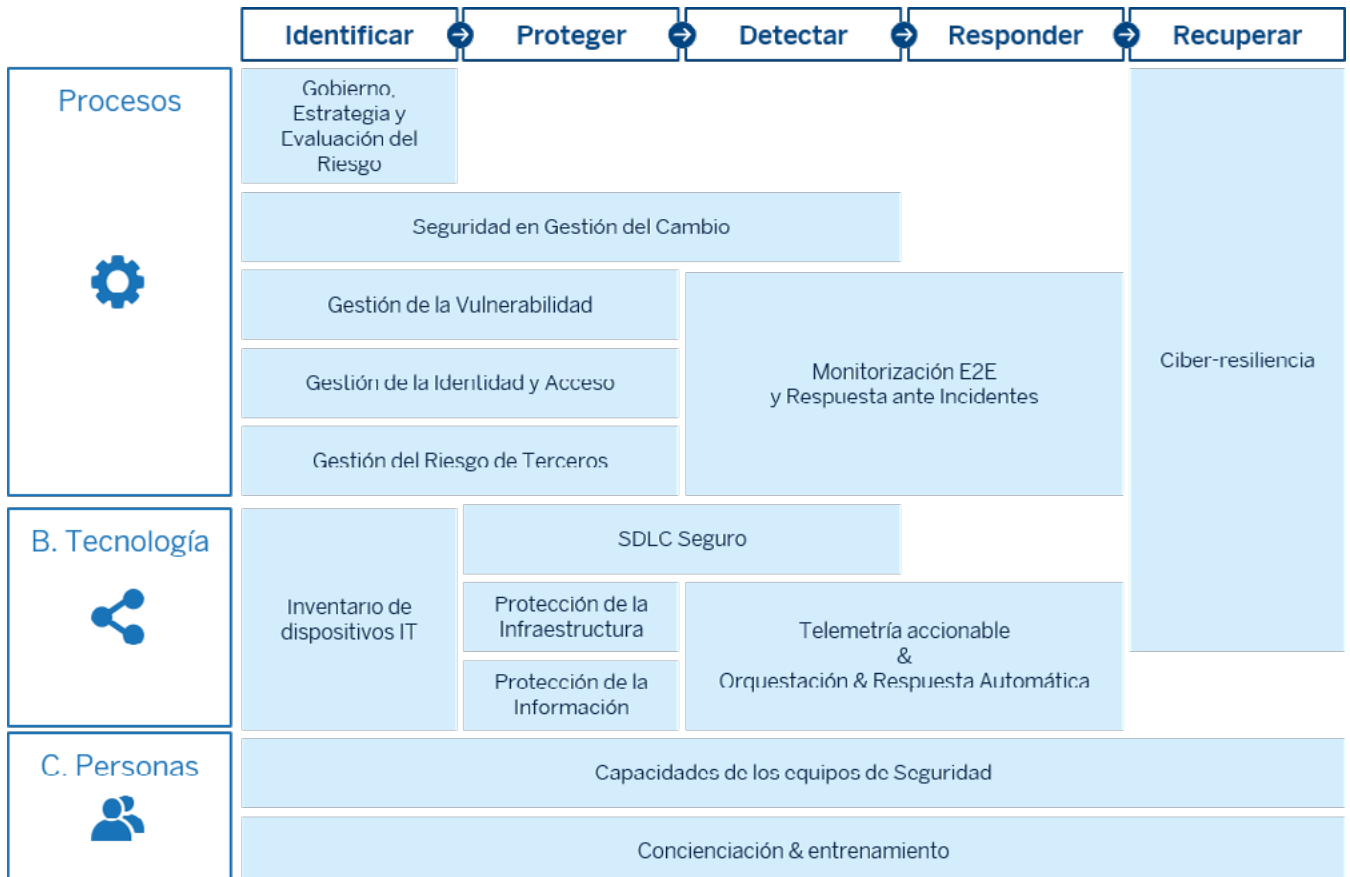 Identificar
Proteger
Detectar
Responder
Recuperar
Procesos
Gobierno,
Estrategia y
Evaluación del
Riesgo
Seguridad en Gestión del Cambio
Gestión de la Vulnerabilidad
Gestión de la Identidad y Acceso
Gestión del Riesgo de Terceros
Monitorización E2E
y Respuesta ante Incidentes
Ciber-resiliencia
B. Tecnología
Inventario de
dispositivos IT
SDLC Seguro
Protección de la
Infraestructura
Protección de la
Información
Telemetría accionable
&
Orquestación & Respuesta Automática
C. Personas
Capacidades de los equipos de Seguridad
Concienciación & entrenamiento